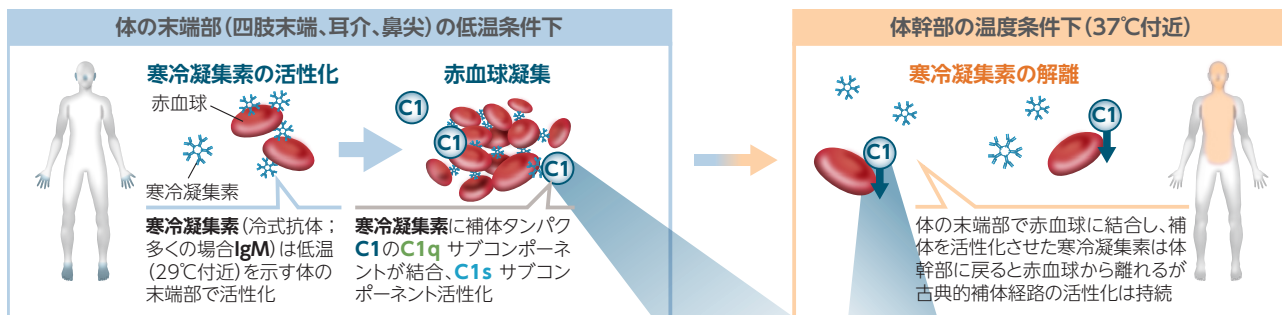 体の末端部（四肢末端、耳介、鼻尖）の低温条件下
寒冷凝集素の活性化
赤血球
寒冷凝集素
寒冷凝集素（冷式抗体；
多くの場合IgM）は低温
（29℃付近）を示す体の
末端部で活性化
赤血球凝集
C1
C1
C1
寒冷凝集素に補体タンパク
C1のC1q サブコンポーネ
ントが結合、C1s サブコン
ポーネント活性化
体幹部の温度条件下（37℃付近）
寒冷凝集素の解離
C1
C1
体の末端部で赤血球に結合し、補
体を活性化させた寒冷凝集素は体
幹部に戻ると赤血球から離れるが
古典的補体経路の活性化は持続